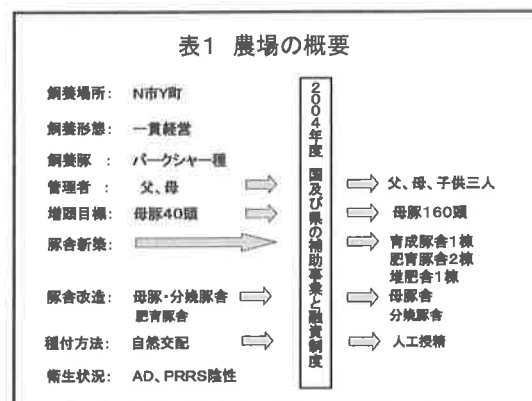 表1 農場の概要
飼養場所: N市Y町
飼養形態: 一貫経営
飼養豚: バークシャー種
管理者: 父、母
父、母、子供三人
増頭目標: 母豚40頭
母豚160頭
豚舎新築:
育成豚舎1棟
肥育豚舎2棟
堆肥舎1棟
豚舎改造: 母豚・分娩豚舎
肥育豚舎
母豚舎
分娩豚舎
種付方法: 自然交配
人工授精
衛生状況: AD、PRRS陰性
2004年度 国及び県の補助事業と融資制度